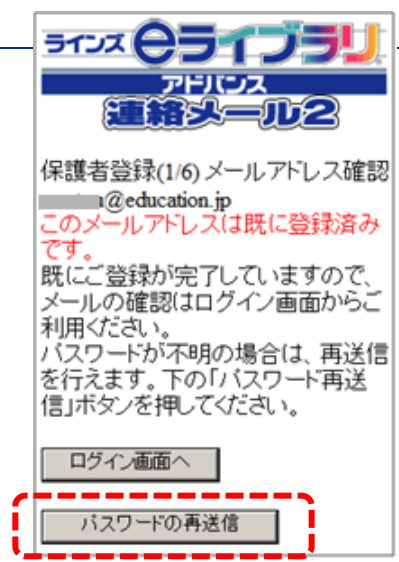 ラインズ eライブラリ
アドバンス
連絡メール2
保護者登録(1/6) メールアドレス確認
@education.jp
このメールアドレスは既に登録済み
です。
既にご登録が完了していますので、
メールの確認はログイン画面からご
利用ください。
パスワードが不明の場合は、再送信
を行えます。下の「パスワード再送
信」ボタンを押してください。
ログイン画面へ
パスワードの再送信